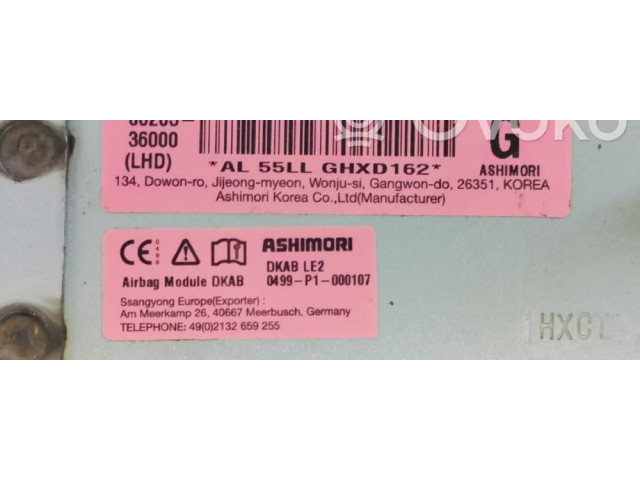 36000
(LHD)
*AL 55LL GHXD162*
G
ASHIMORI
134, Dowon-ro, Jijeong-myeon, Wonju-si, Gangwon-do, 26351, KOREA
Ashimori Korea Co.,Ltd(Manufacturer)
CE 0499
ASHIMORI
DKAB LE2
Airbag Module DKAB 0499-P1-000107
Ssangyong Europe(Exporter) :
Am Meerkamp 26, 40667 Meerbusch, Germany
TELEPHONE: 49(0)2132 659 255
HXCT